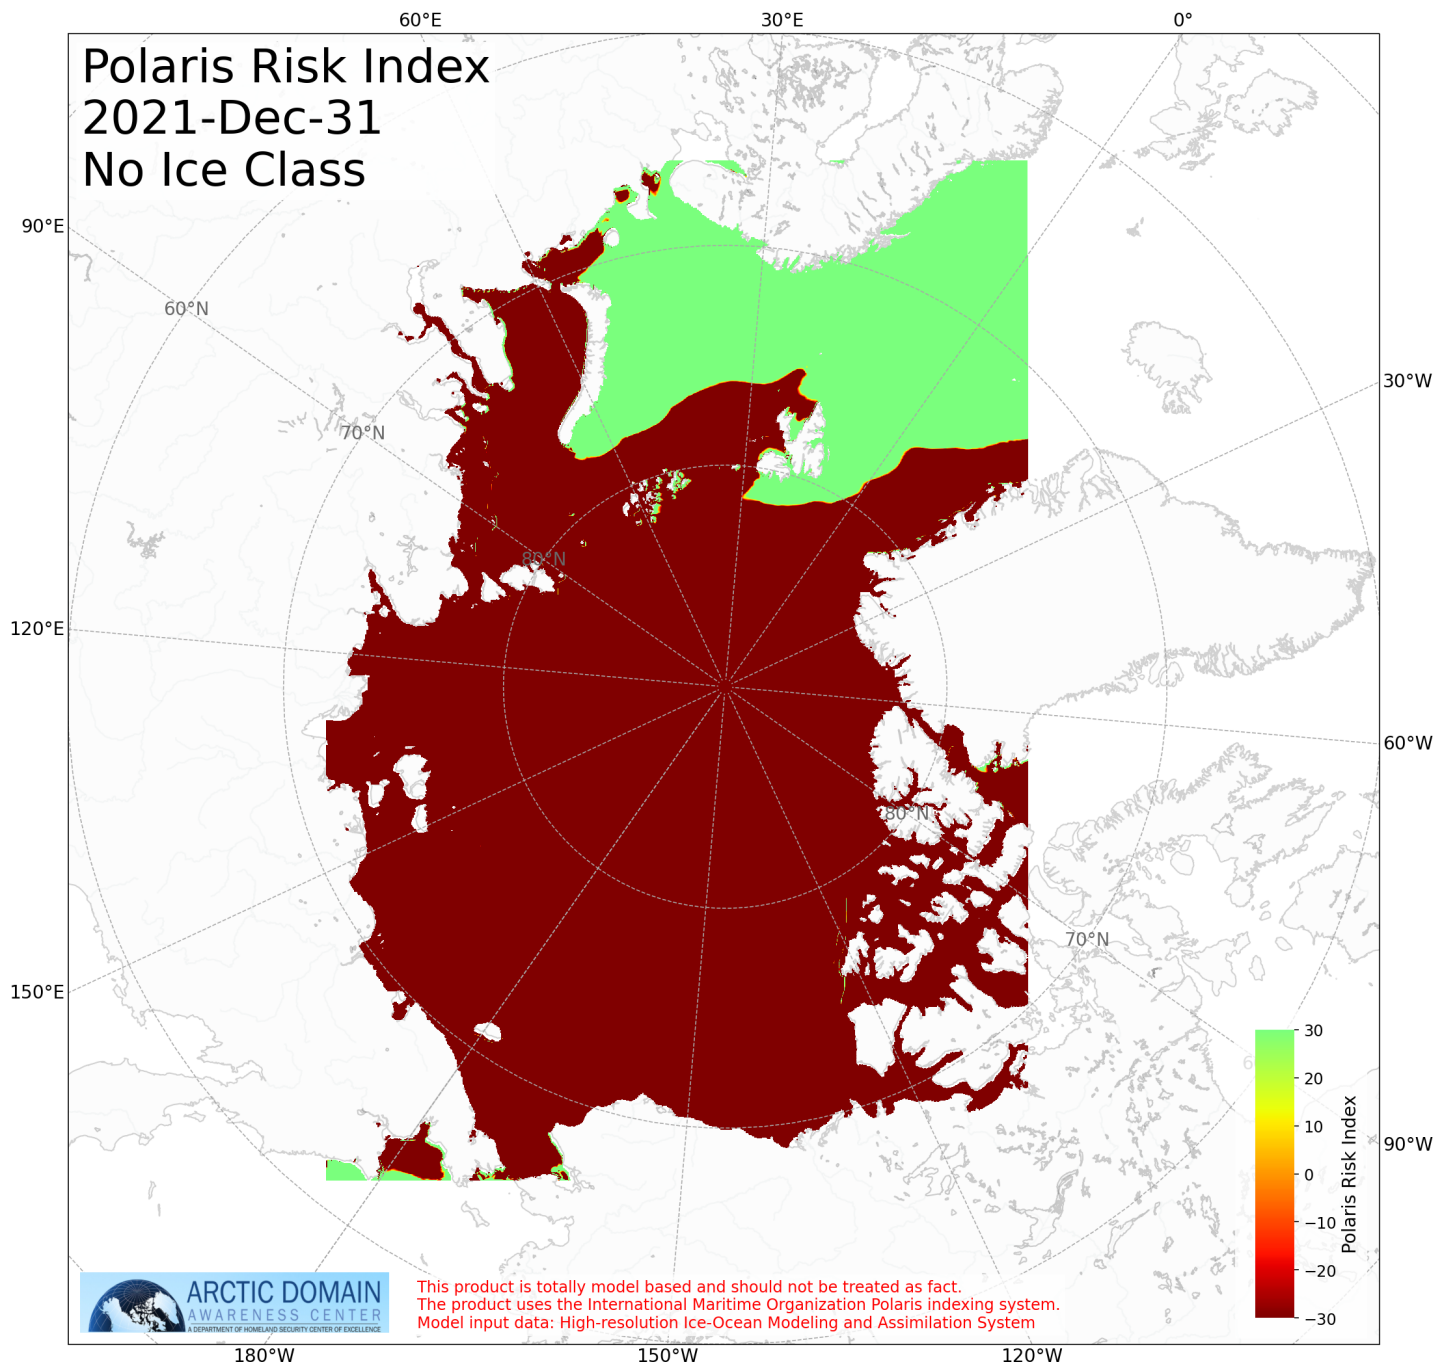 60°E 30°E 0°
Polaris Risk Index
2021-Dec-31
No Ice Class
90°E
60°N
30°W
70°N
80°N
120°E
60°W
80°N
70°N
150°E
30
20
10
0
−10
−20
−30
Polaris Risk Index
90°W
ARCTIC DOMAIN
AWARENESS CENTER
A DEPARTMENT OF HOMELAND SECURITY CENTER OF EXCELLENCE
This product is totally model based and should not be treated as fact.
The product uses the International Maritime Organization Polaris indexing system.
Model input data: High-resolution Ice-Ocean Modeling and Assimilation System
180°W 150°W 120°W